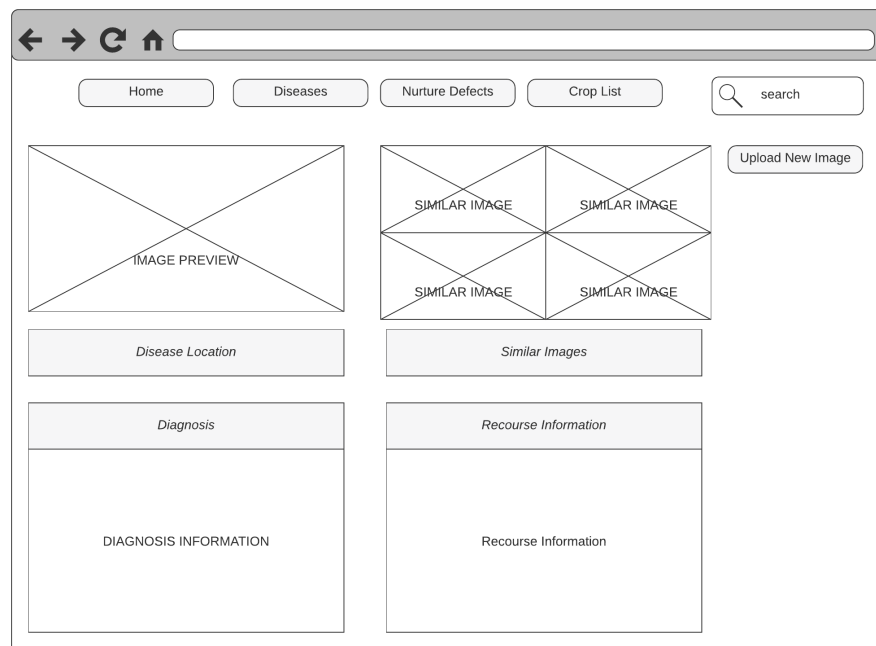 Home
Diseases
Nurture Defects
Crop List
search
Upload New Image
IMAGE PREVIEW
SIMILAR IMAGE
SIMILAR IMAGE
SIMILAR IMAGE
SIMILAR IMAGE
Disease Location
Similar Images
Diagnosis
Recourse Information
DIAGNOSIS INFORMATION
Recourse Information